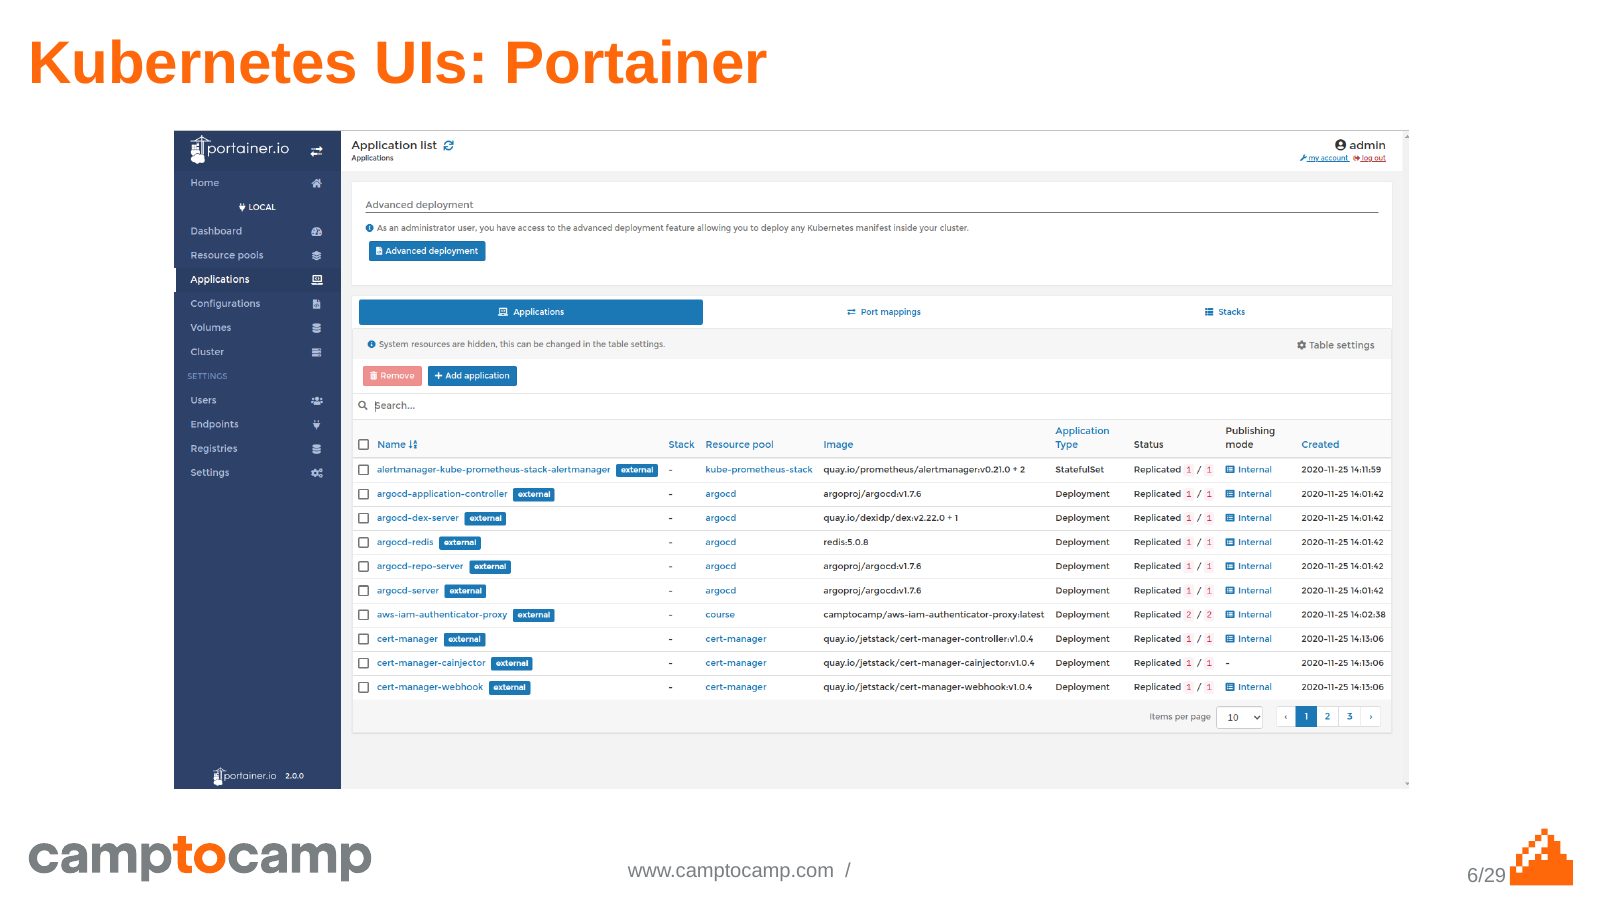 Kubernetes UIs: Portainer
portainer.io
Home
LOCAL
Dashboard
Resource pools
Applications
Configurations
Volumes
Cluster
SETTINGS
Users
Endpoints
Registries
Settings
portainer.io 2.0.0
Application list
Applications
admin
my account log out
Advanced deployment
As an administrator user, you have access to the advanced deployment feature allowing you to deploy any Kubernetes manifest inside your cluster.
Advanced deployment
Applications Port mappings Stacks
System resources are hidden, this can be changed in the table settings. Table settings
Remove + Add application
Search...
Name Stack Resource pool Image Application Type Status Publishing mode Created
alertmanager-kube-prometheus-stack-alertmanager external - kube-prometheus-stack quay.io/prometheus/alertmanager:v0.21.0 + 2 StatefulSet Replicated 1 / 1 Internal 2020-11-25 14:11:59
argocd-application-controller external - argocd argoproj/argocd:v1.7.6 Deployment Replicated 1 / 1 Internal 2020-11-25 14:01:42
argocd-dex-server external - argocd quay.io/dexidp/dex:v2.22.0 + 1 Deployment Replicated 1 / 1 Internal 2020-11-25 14:01:42
argocd-redis external - argocd redis:5.0.8 Deployment Replicated 1 / 1 Internal 2020-11-25 14:01:42
argocd-repo-server external - argocd argoproj/argocd:v1.7.6 Deployment Replicated 1 / 1 Internal 2020-11-25 14:01:42
argocd-server external - argocd argoproj/argocd:v1.7.6 Deployment Replicated 1 / 1 Internal 2020-11-25 14:01:42
aws-iam-authenticator-proxy external - course camptocamp/aws-iam-authenticator-proxy:latest Deployment Replicated 2 / 2 Internal 2020-11-25 14:02:38
cert-manager external - cert-manager quay.io/jetstack/cert-manager-controller:v1.0.4 Deployment Replicated 1 / 1 Internal 2020-11-25 14:13:06
cert-manager-cainjector external - cert-manager quay.io/jetstack/cert-manager-cainjector:v1.0.4 Deployment Replicated 1 / 1 - 2020-11-25 14:13:06
cert-manager-webhook external - cert-manager quay.io/jetstack/cert-manager-webhook:v1.0.4 Deployment Replicated 1 / 1 Internal 2020-11-25 14:13:06
Items per page 10 ‹ 1 2 3 ›
camptocamp
www.camptocamp.com /
6/29